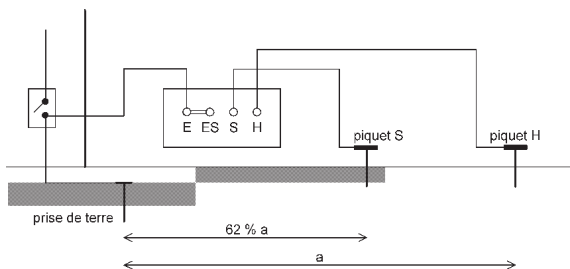 E ES S H
piquet S piquet H
prise de terre
62 % a
a